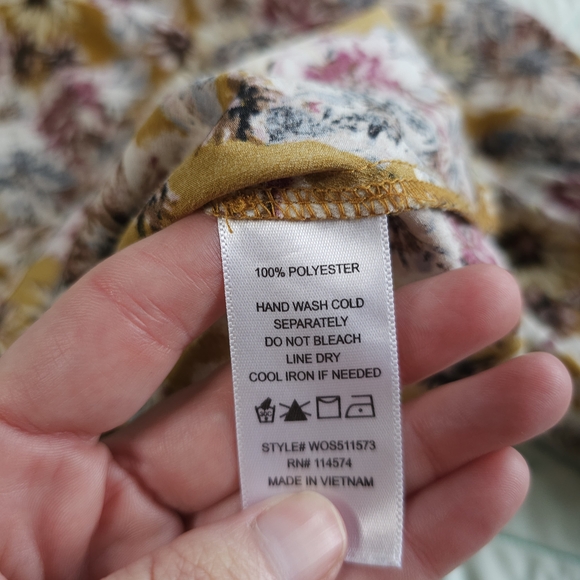 100% POLYESTER
HAND WASH COLD
SEPARATELY
DO NOT BLEACH
LINE DRY
COOL IRON IF NEEDED
STYLE# WOS511573
RN# 114574
MADE IN VIETNAM